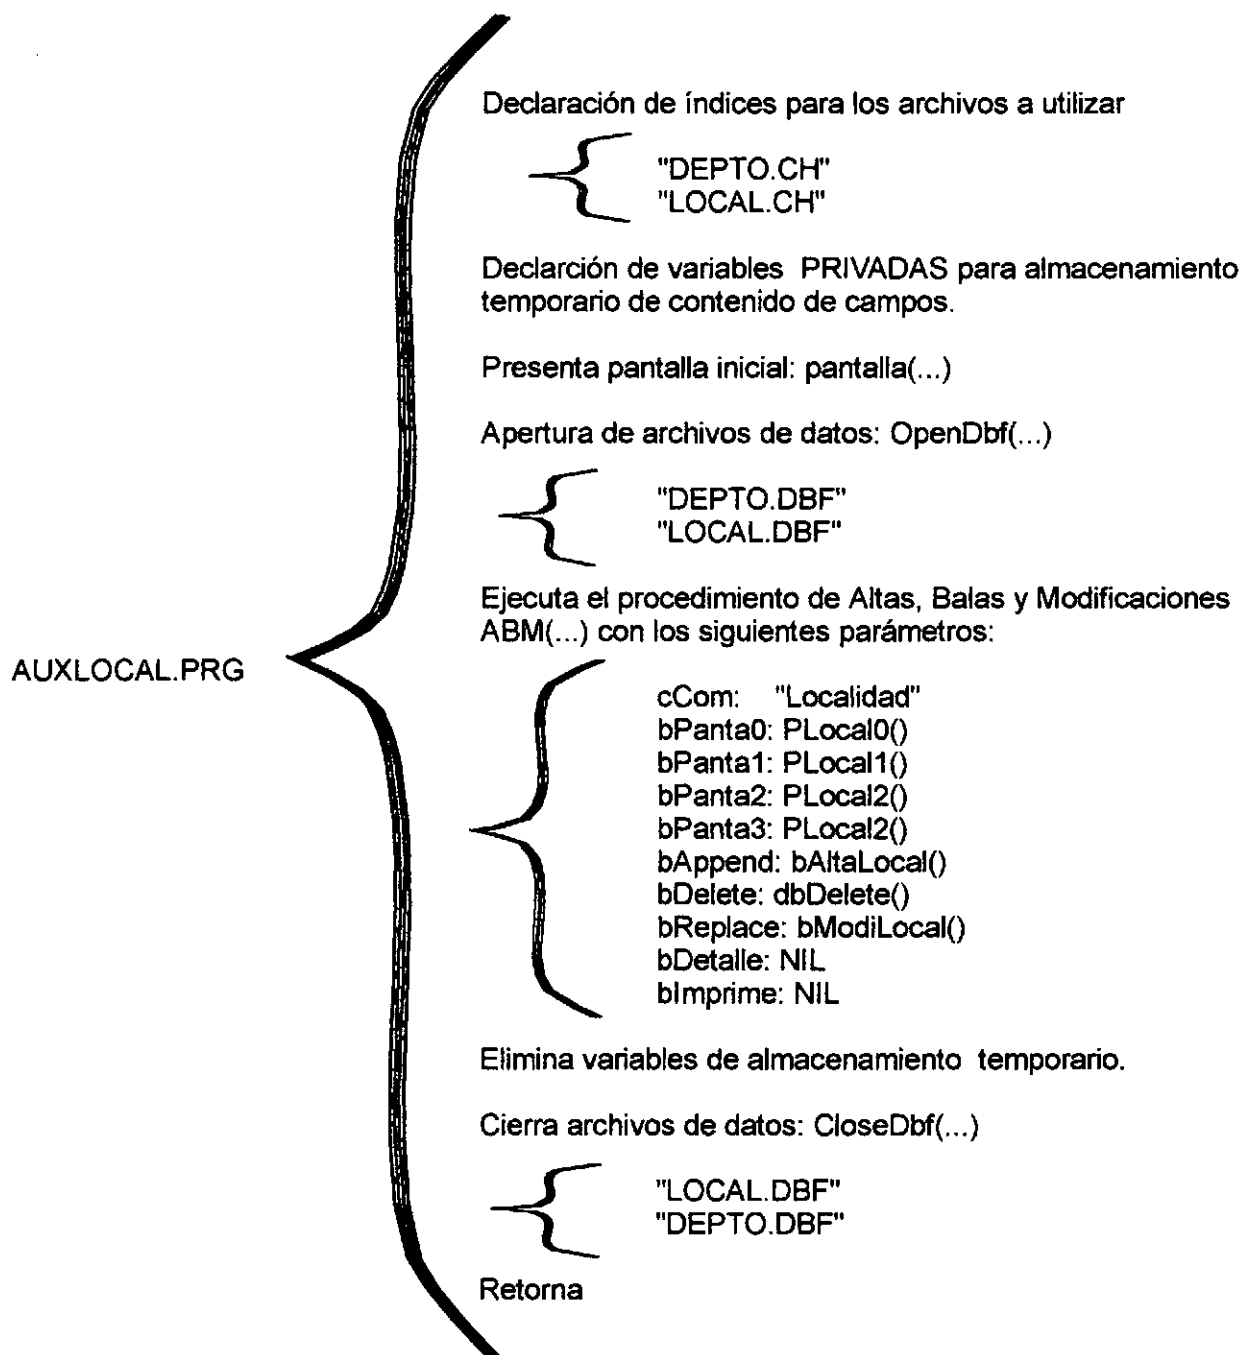 Declaración de índices para los archivos a utilizar
"DEPTO.CH"
"LOCAL.CH"
Declarción de variables PRIVADAS para almacenamiento
temporario de contenido de campos.
Presenta pantalla inicial: pantalla(...)
Apertura de archivos de datos: OpenDbf(...)
"DEPTO.DBF"
"LOCAL.DBF"
Ejecuta el procedimiento de Altas, Balas y Modificaciones
ABM(...) con los siguientes parámetros:
AUXLOCAL.PRG
cCom: "Localidad"
bPanta0: PLocal0()
bPanta1: PLocal1()
bPanta2: PLocal2()
bPanta3: PLocal2()
bAppend: bAltaLocal()
bDelete: dbDelete()
bReplace: bModiLocal()
bDetalle: NIL
bImprime: NIL
Elimina variables de almacenamiento temporario.
Cierra archivos de datos: CloseDbf(...)
"LOCAL.DBF"
"DEPTO.DBF"
Retorna